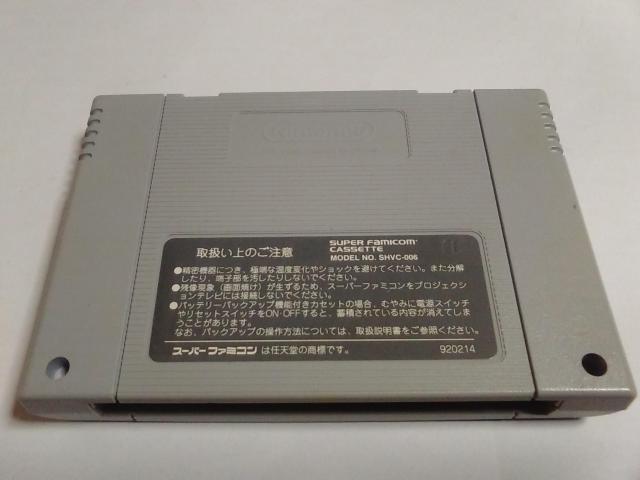 Nintendo
取扱い上のご注意
SUPER FAMICOM
CASSETTE
MODEL NO. SHVC-006
●精密機器につき、極端な温度変化やショックを避けてください。また分解
したり、端子部を汚したりしないでください。
●残像現象（画面焼け）が生ずるため、スーパーファミコンをプロジェクシ
ョンテレビには接続しないでください。
●バッテリーバックアップ機能付きカセットの場合、むやみに電源スイッチ
やリセットスイッチをON・OFFすると、蓄積されている内容が消えてしま
うことがあります。
なお、バックアップの操作方法については、取扱説明書をご参照ください。
スーパーファミコン は任天堂の商標です。
920214